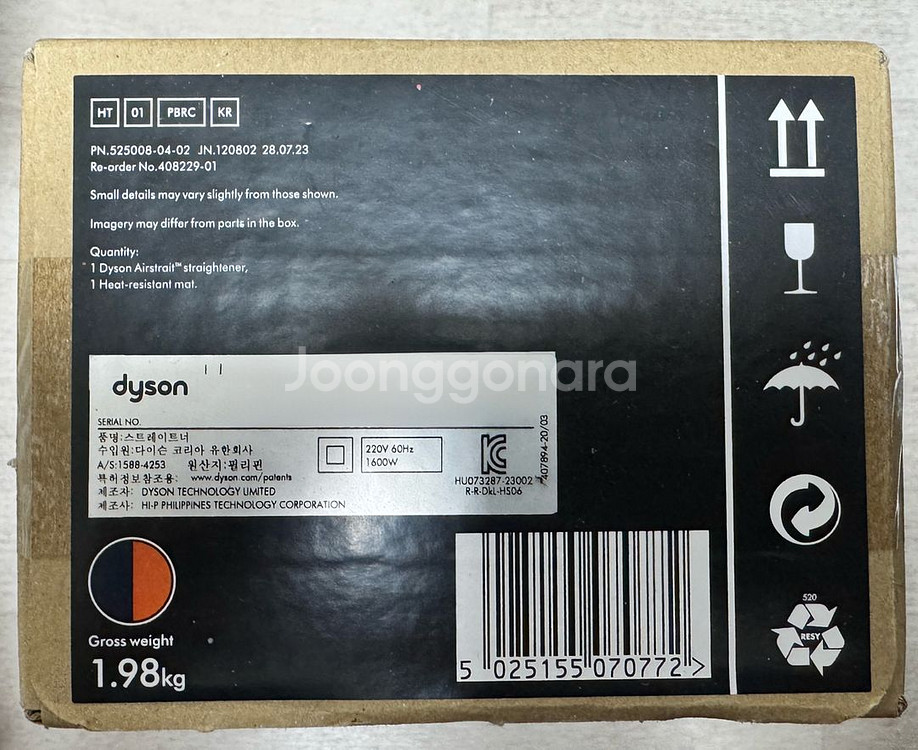 HT 01 PBRC KR
PN.525008-04-02 JN.120802 28.07.23
Re-order No.408229-01
Small details may vary slightly from those shown.
Imagery may differ from parts in the box.
Quantity:
1 Dyson Airstrait™ straightener,
1 Heat-resistant mat.
Joonggonara
dyson
SERIAL NO.
품명:스트레이트너
수입원:다이슨 코리아 유한회사
A/S:1588-4253 원산지:필리핀
특허정보참조용: www.dyson.com/patents
제조자: DYSON TECHNOLOGY LIMITED
제조사: HI-P PHILIPPINES TECHNOLOGY CORPORATION
220V 60Hz
1600W
HU073287-23002
R-R-DkL-HS06
407894-20/03
Gross weight
1.98kg
5 025155 070772 >
520
RESY